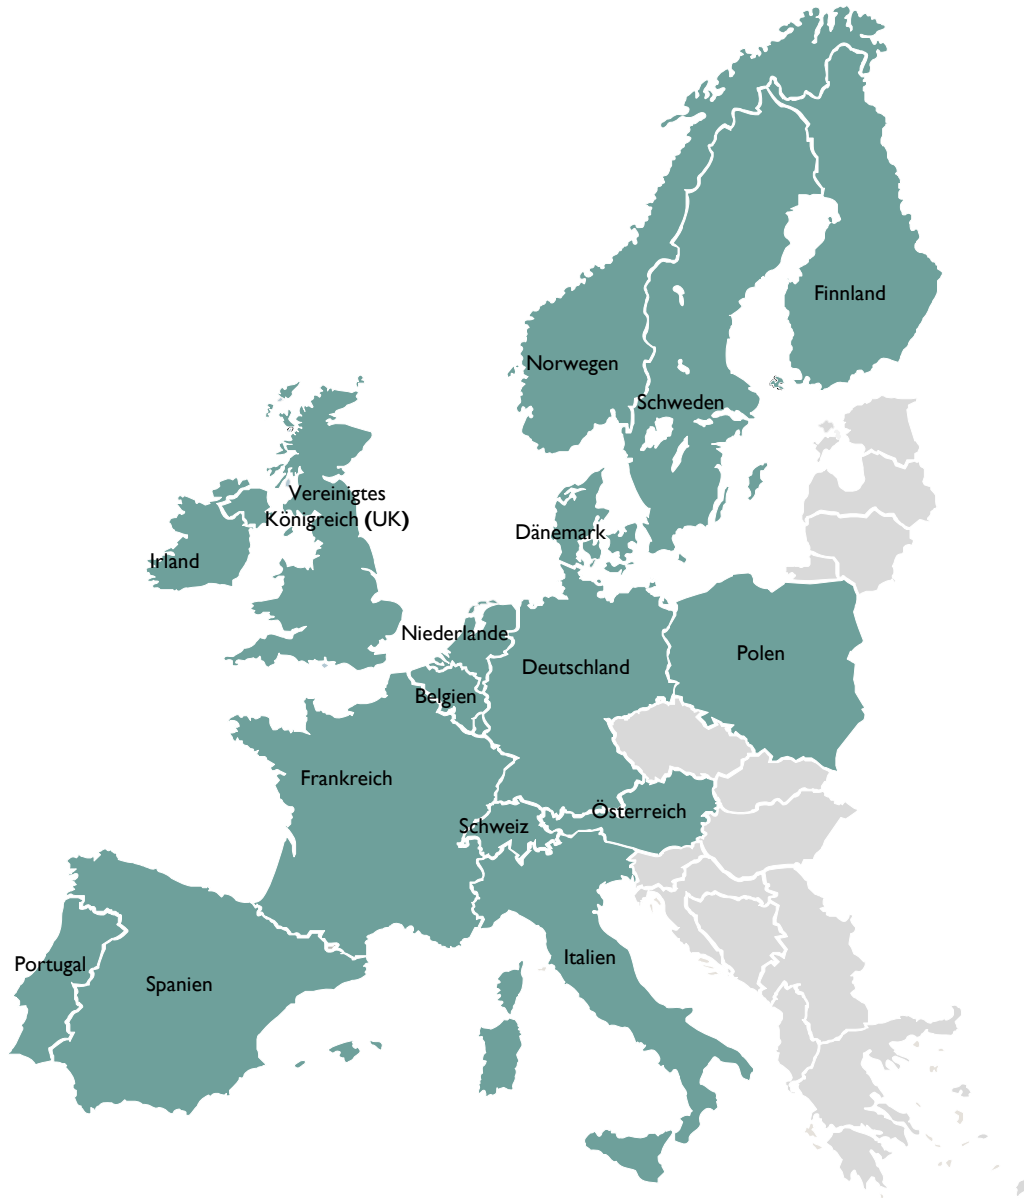 Finnland
Norwegen
Schweden
Vereinigtes
Königreich (UK)
Dänemark
Irland
Niederlande
Polen
Deutschland
Belgien
Frankreich
Österreich
Schweiz
Italien
Portugal
Spanien